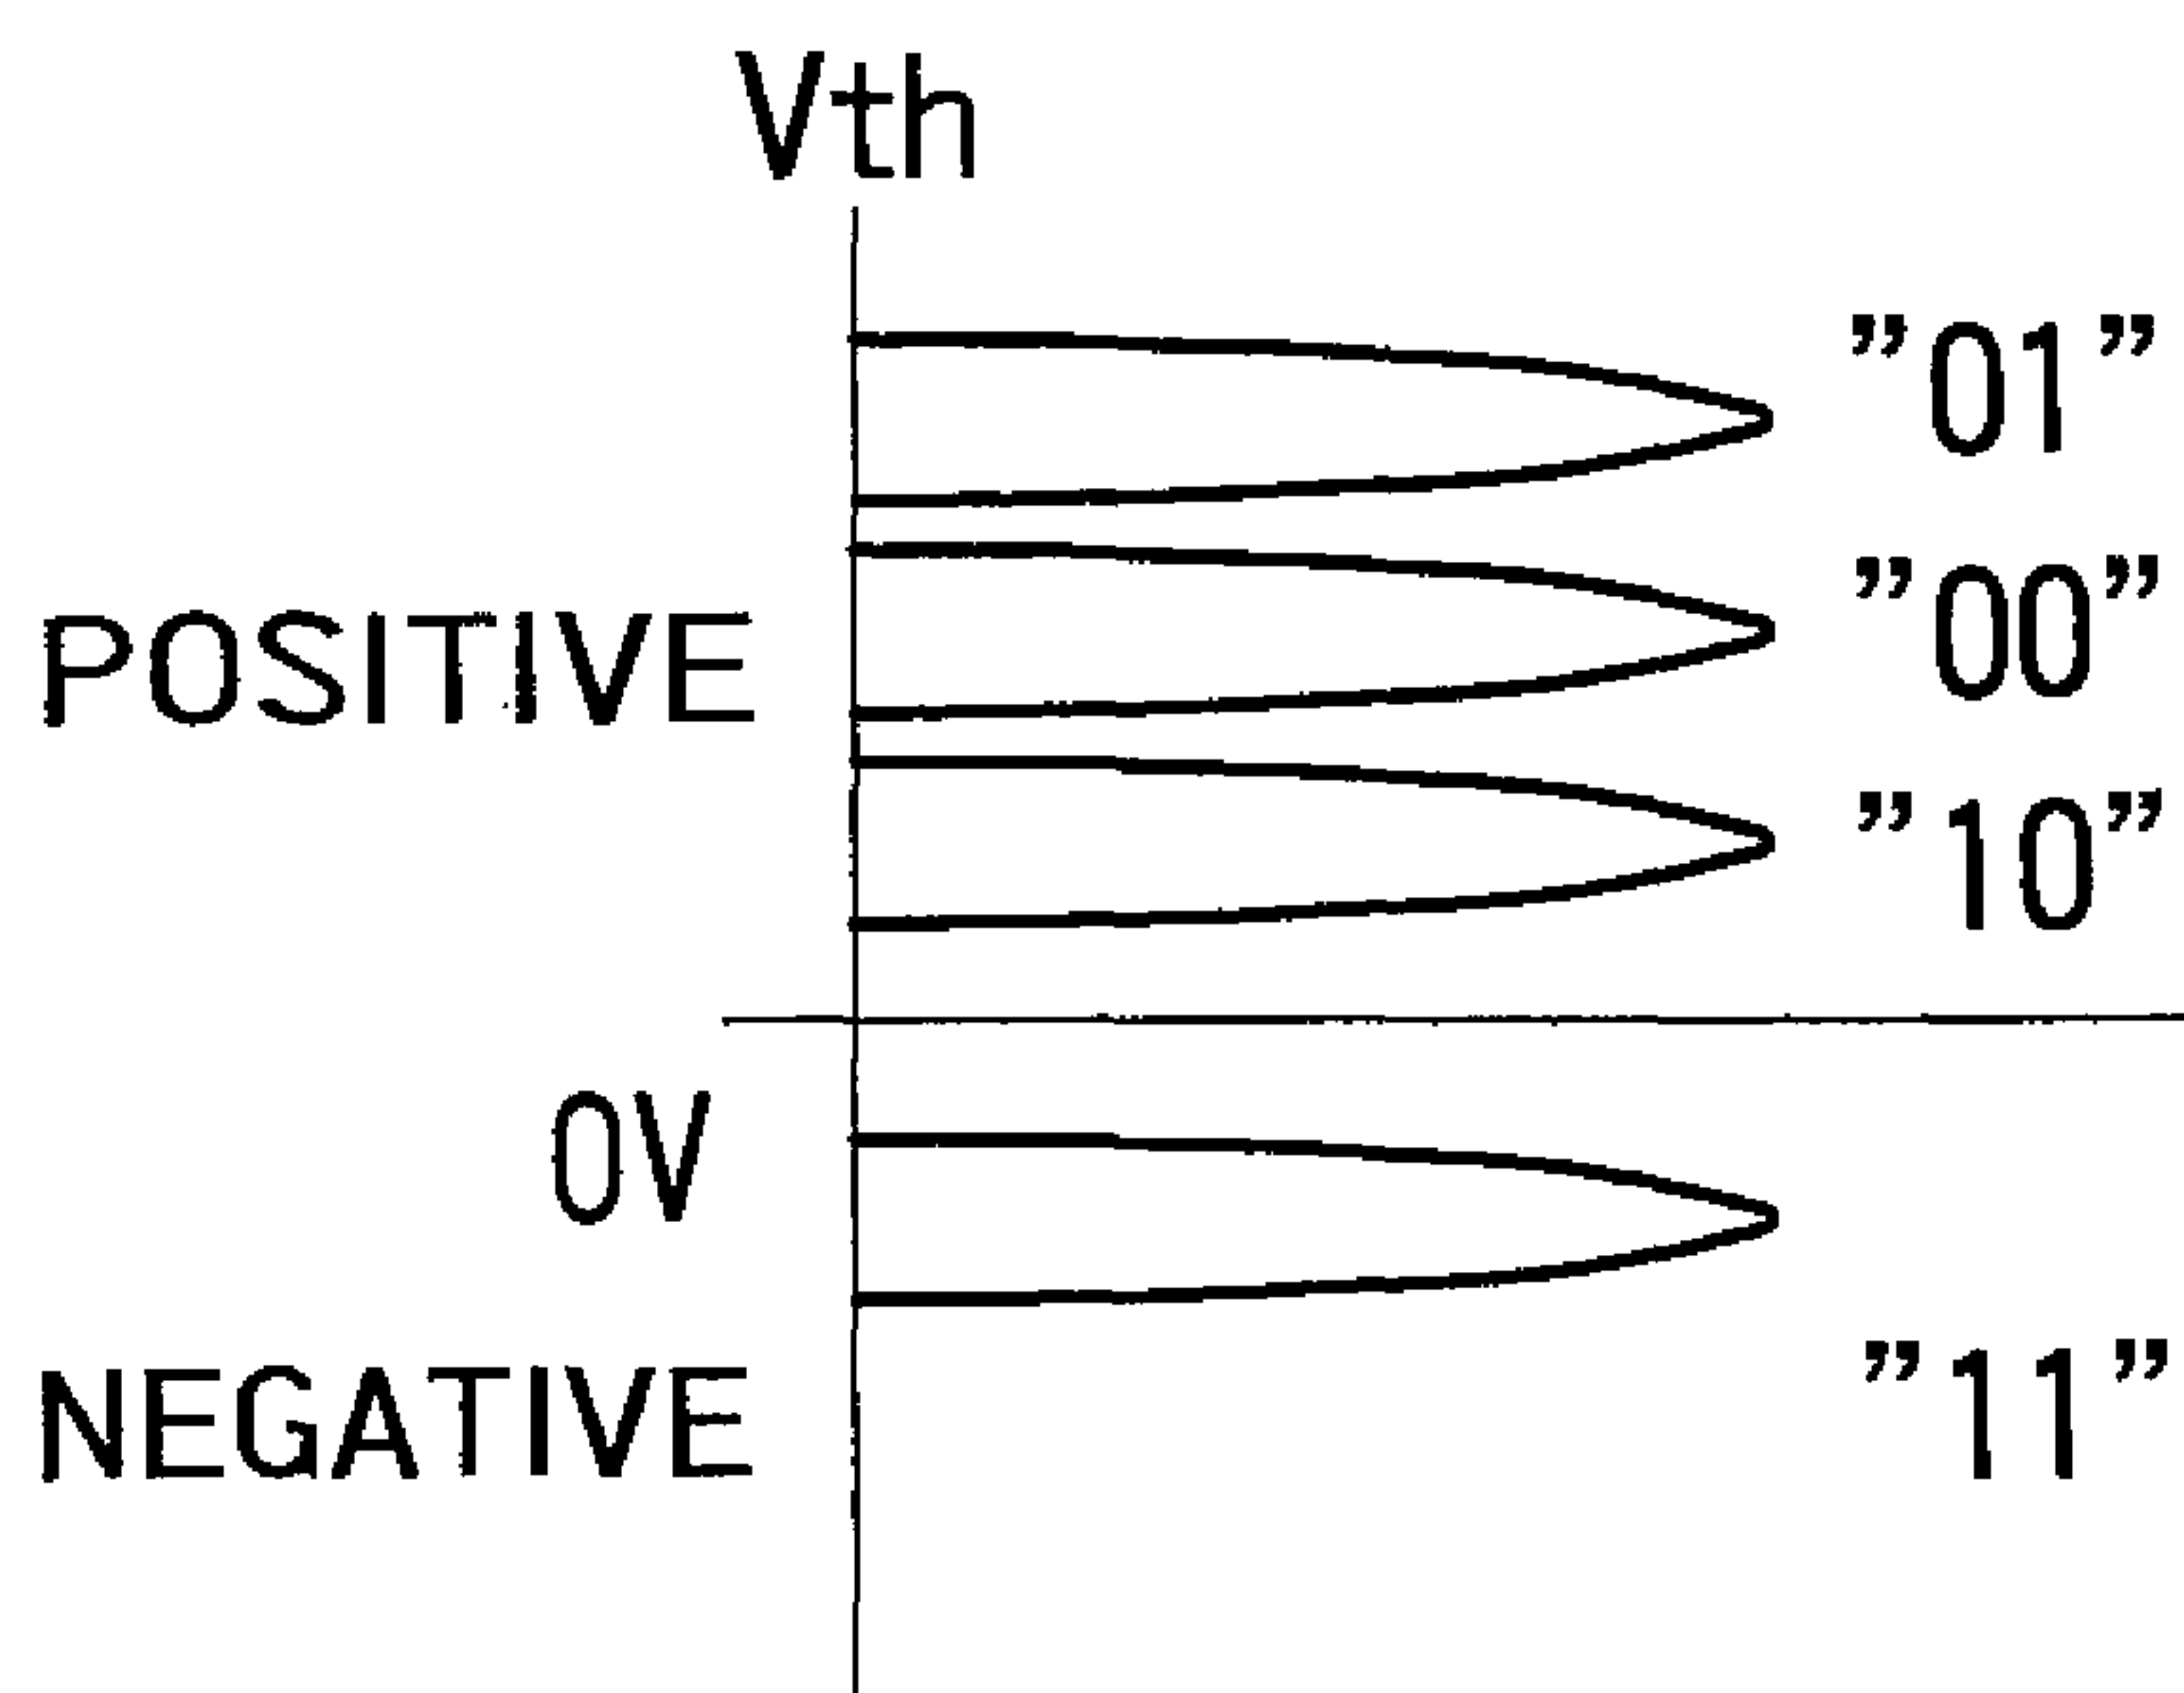 Vth
”01”
”00”
POSITIVE
”10”
0V
”11”
NEGATIVE